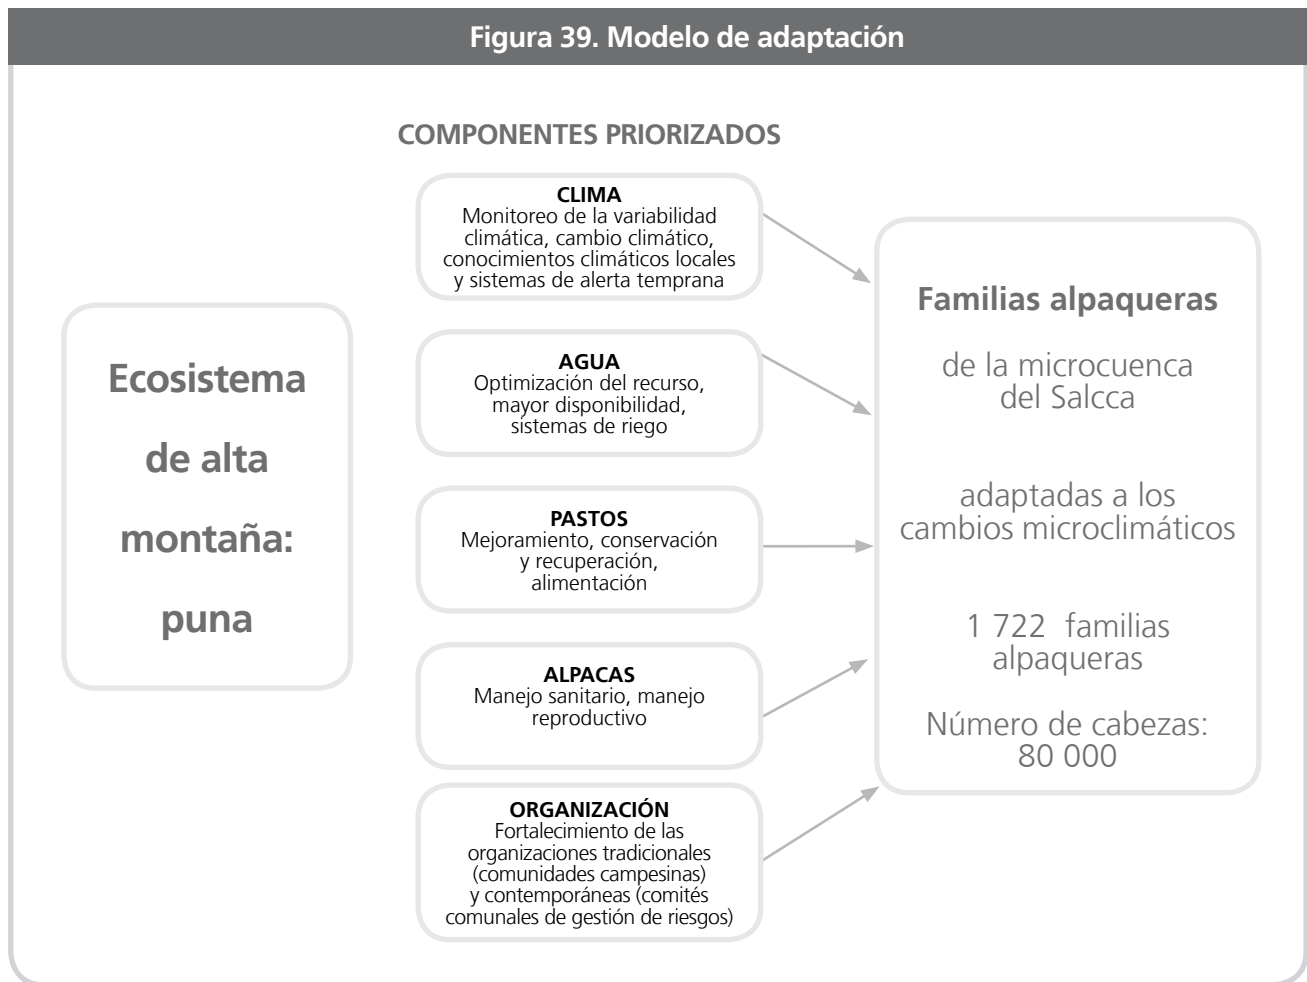 Figura 39. Modelo de adaptación
COMPONENTES PRIORIZADOS
Ecosistema
de alta
montaña:
puna
CLIMA
Monitoreo de la variabilidad
climática, cambio climático,
conocimientos climáticos locales
y sistemas de alerta temprana
AGUA
Optimización del recurso,
mayor disponibilidad,
sistemas de riego
PASTOS
Mejoramiento, conservación
y recuperación,
alimentación
ALPACAS
Manejo sanitario, manejo
reproductivo
ORGANIZACIÓN
Fortalecimiento de las
organizaciones tradicionales
(comunidades campesinas)
y contemporáneas (comités
comunales de gestión de riesgos)
Familias alpaqueras
de la microcuenca
del Salcca
adaptadas a los
cambios microclimáticos
1 722 familias
alpaqueras
Número de cabezas:
80 000